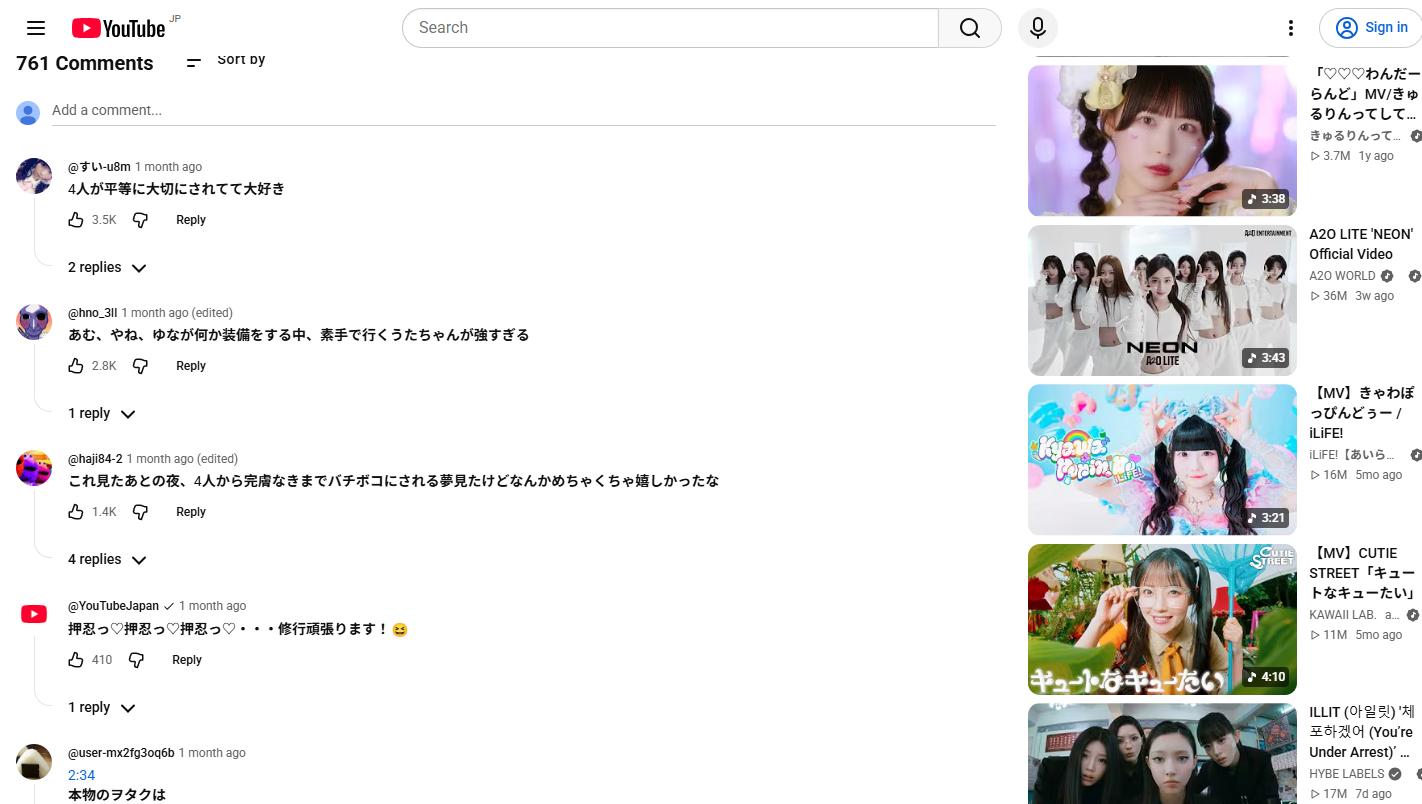 YouTube JP
Search
Sign in
761 Comments
Sort by
Add a comment...
@すい-u8m 1 month ago
4人が平等に大切にされてて大好き
3.5K
Reply
2 replies
@hno_3ll 1 month ago (edited)
あむ、やね、ゆなが何か装備をする中、素手で行くうたちゃんが強すぎる
2.8K
Reply
1 reply
@haji84-2 1 month ago (edited)
これ見たあとの夜、4人から完膚なきまでバチボコにされる夢見たけどなんかめちゃくちゃ嬉しかったな
1.4K
Reply
4 replies
@YouTubeJapan 1 month ago
押忍っ♡押忍っ♡押忍っ♡・・・修行頑張ります！😆
410
Reply
1 reply
@user-mx2fg3oq6b 1 month ago
2:34
本物のヲタクは
3:38
「♡♡♡わんだー
らんど」MV/きゅ
るりんってして…
きゅるりんって…
3.7M 1y ago
A2O ENTERTAINMENT
NEON
A2O LITE
3:43
A2O LITE 'NEON'
Official Video
A2O WORLD
36M 3w ago
Kyawa
Poppin' Do
iLiFE!
3:21
【MV】きゃわぽ
っぴんどぅー /
iLiFE!
iLiFE!【あいら…
16M 5mo ago
CUTIE
STREET
キュートなキューたい
4:10
【MV】CUTIE
STREET「キュー
トなキューたい」
KAWAII LAB. a…
11M 5mo ago
ILLIT (아일릿) '체
포하겠어 (You're
Under Arrest)' …
HYBE LABELS
17M 7d ago